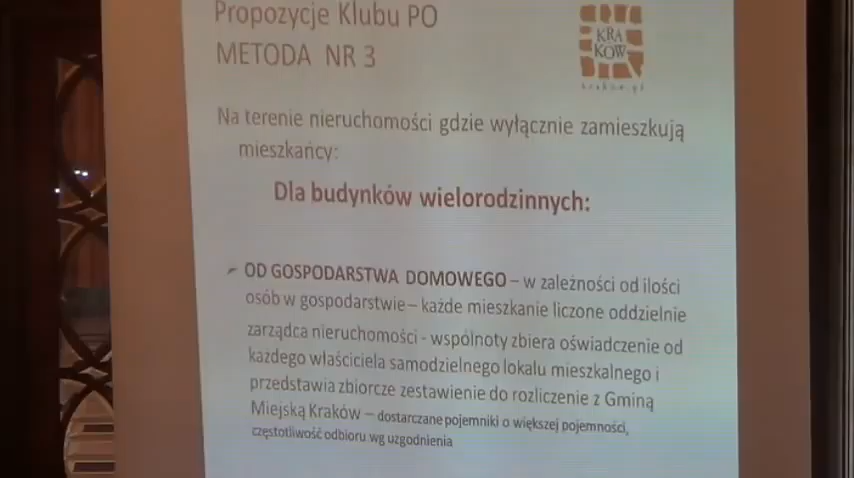 Propozycje Klubu PO
METODA NR 3
KRA
KOW
krakow.pl
Na terenie nieruchomości gdzie wyłącznie zamieszkują
mieszkańcy:
Dla budynków wielorodzinnych:
OD GOSPODARSTWA DOMOWEGO – w zależności od ilości
osób w gospodarstwie – każde mieszkanie liczone oddzielnie
zarządca nieruchomości - wspólnoty zbiera oświadczenie od
każdego właściciela samodzielnego lokalu mieszkalnego i
przedstawia zbiorcze zestawienie do rozliczenie z Gminą
Miejską Kraków – dostarczane pojemniki o większej pojemności,
częstotliwość odbioru wg uzgodnienia